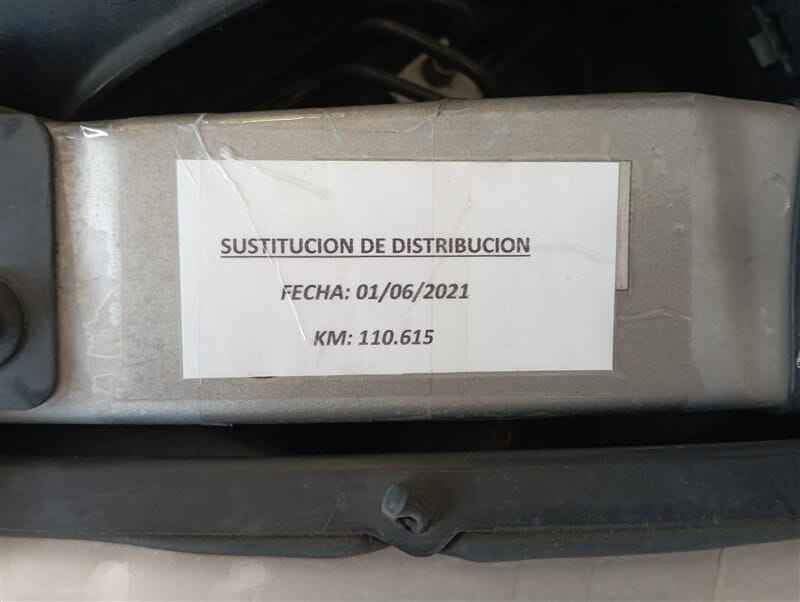 SUSTITUCION DE DISTRIBUCION
FECHA: 01/06/2021
KM: 110.615